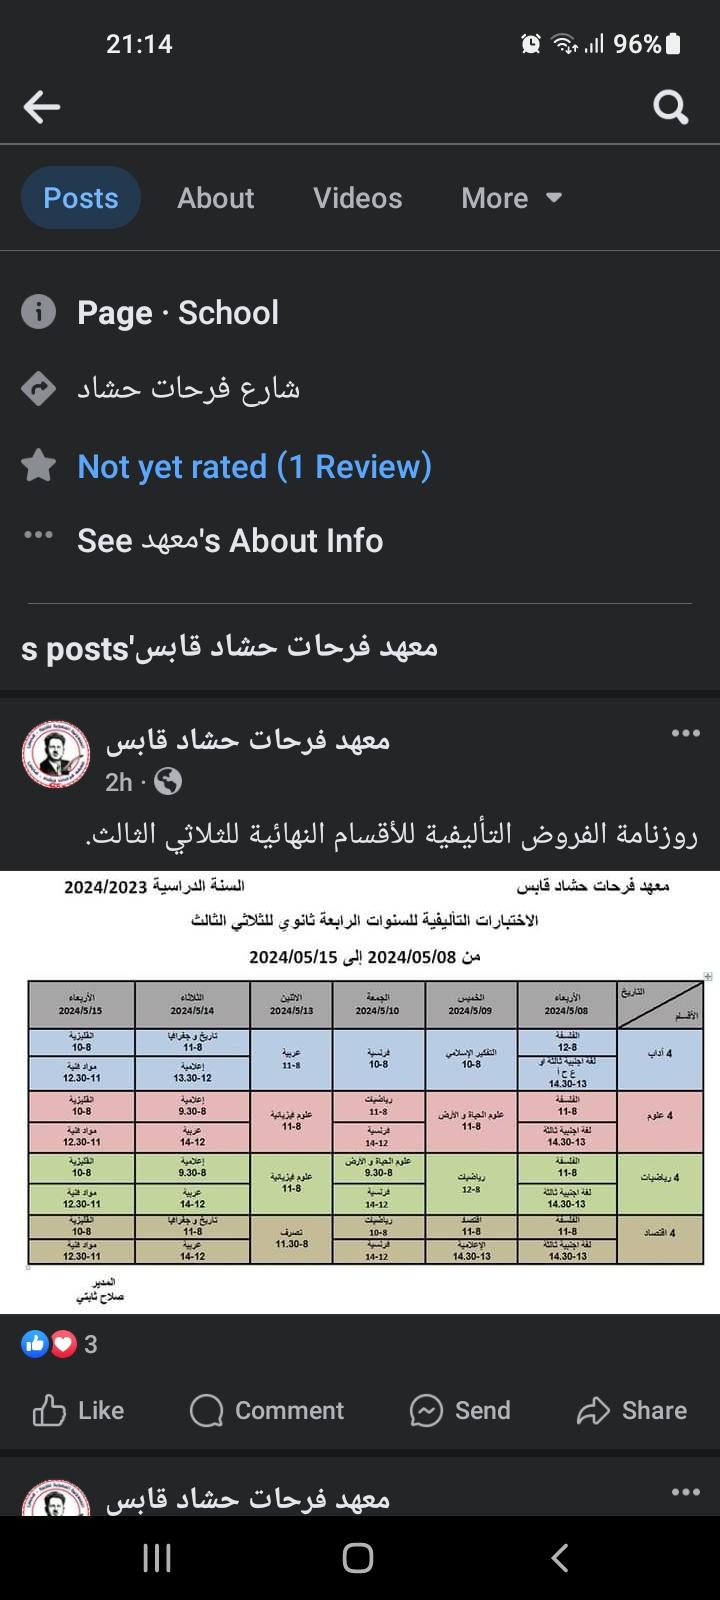 21:14
96%
Posts
About
Videos
More
Page · School
شارع فرحات حشاد
Not yet rated (1 Review)
See معهد's About Info
معهد فرحات حشاد قابس's posts
معهد فرحات حشاد قابس
2h ·
روزنامة الفروض التأليفية للأقسام النهائية للثلاثي الثالث.
معهد فرحات حشاد قابس
السنة الدراسية 2024/2023
الاختبارات التأليفية للسنوات الرابعة ثانوي للثلاثي الثالث
من 2024/05/08 إلى 2024/05/15
التاريخ
الأقسام
الأربعاء 2024/5/08
الخميس 2024/5/09
الجمعة 2024/5/10
الاثنين 2024/5/13
الثلاثاء 2024/5/14
الأربعاء 2024/5/15
4 آداب
الفلسفة 12-8
لغة اجنبية ثالثة او ع ح أ 14.30-13
التفكير الإسلامي 10-8
فرنسية 10-8
عربية 11-8
تاريخ و جغرافيا 11-8
إعلامية 13.30-12
انقليزية 10-8
مواد فنية 12.30-11
4 علوم
الفلسفة 11-8
لغة اجنبية ثالثة 14.30-13
علوم الحياة و الأرض 11-8
رياضيات 11-8
فرنسية 14-12
علوم فيزيائية 11-8
إعلامية 9.30-8
عربية 14-12
انقليزية 10-8
مواد فنية 12.30-11
4 رياضيات
الفلسفة 11-8
لغة اجنبية ثالثة 14.30-13
رياضيات 12-8
علوم الحياة و الأرض 9.30-8
فرنسية 14-12
علوم فيزيائية 11-8
إعلامية 9.30-8
عربية 14-12
انقليزية 10-8
مواد فنية 12.30-11
4 اقتصاد
الفلسفة 11-8
لغة اجنبية ثالثة 14.30-13
اقتصاد 11-8
الإعلامية 14.30-13
رياضيات 10-8
فرنسية 14-12
تصرف 11.30-8
تاريخ و جغرافيا 11-8
عربية 14-12
انقليزية 10-8
مواد فنية 12.30-11
المدير
صلاح ثابتي
3
Like
Comment
Send
Share
معهد فرحات حشاد قابس